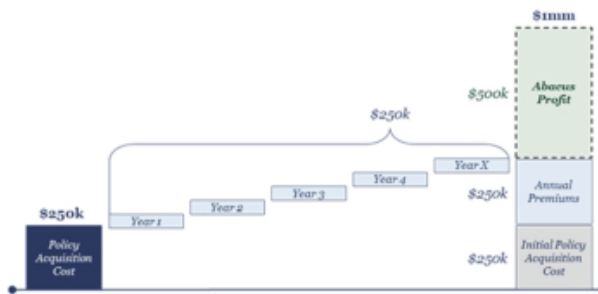 $1mm
Abacus
Profit
$500k
$250k
Year X
Year 4
Year 3
Year 2
Year 1
$250k
Annual
Premiums
$250k
Policy
Acquisition
Cost
$250k
Initial Policy
Acquisition
Cost